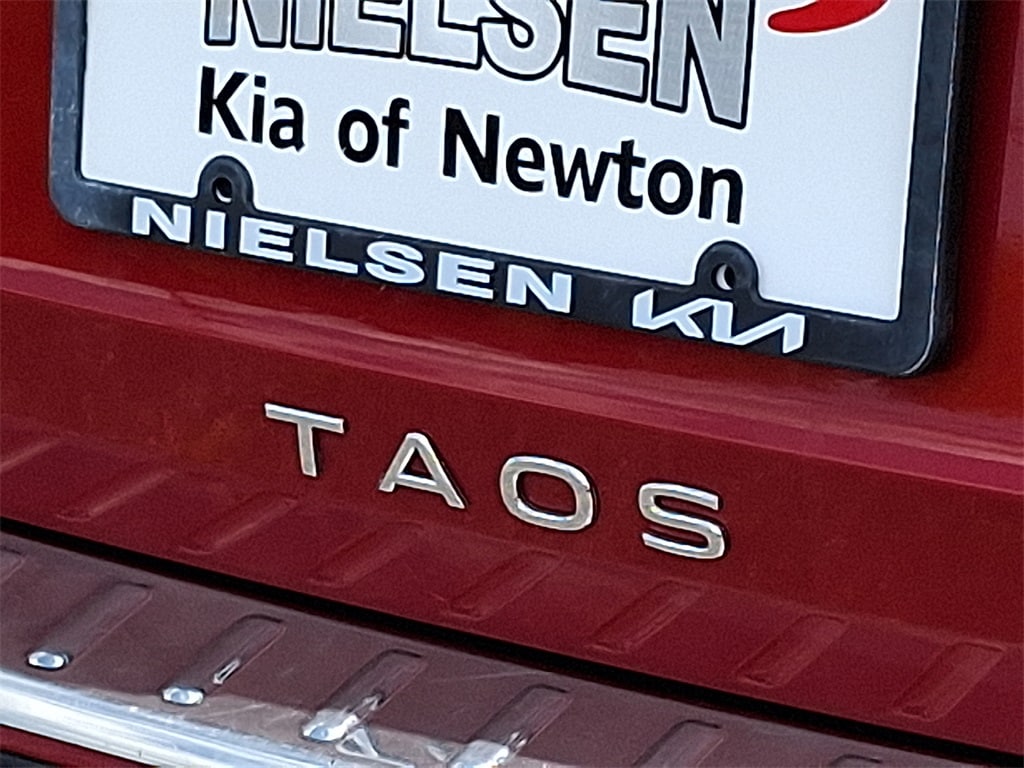 NIELSEN
Kia of Newton
NIELSEN KIA
TAOS